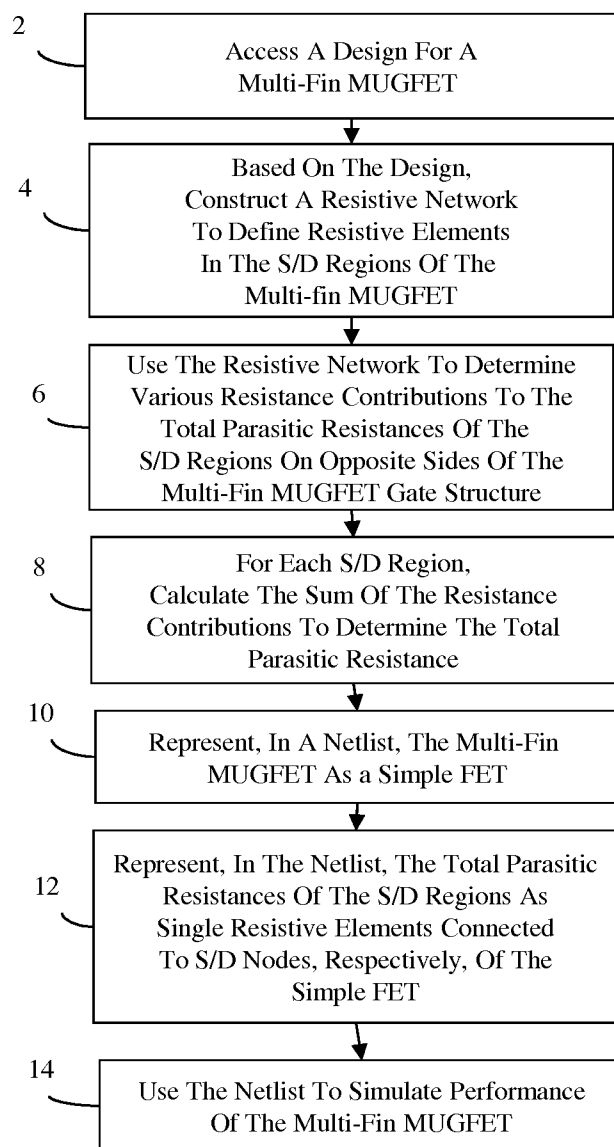 2
Access A Design For A
Multi-Fin MUGFET
4
Based On The Design,
Construct A Resistive Network
To Define Resistive Elements
In The S/D Regions Of The
Multi-fin MUGFET
6
Use The Resistive Network To Determine
Various Resistance Contributions To The
Total Parasitic Resistances Of The
S/D Regions On Opposite Sides Of The
Multi-Fin MUGFET Gate Structure
8
For Each S/D Region,
Calculate The Sum Of The Resistance
Contributions To Determine The Total
Parasitic Resistance
10
Represent, In A Netlist, The Multi-Fin
MUGFET As a Simple FET
12
Represent, In The Netlist, The Total Parasitic
Resistances Of The S/D Regions As
Single Resistive Elements Connected
To S/D Nodes, Respectively, Of The
Simple FET
14
Use The Netlist To Simulate Performance
Of The Multi-Fin MUGFET